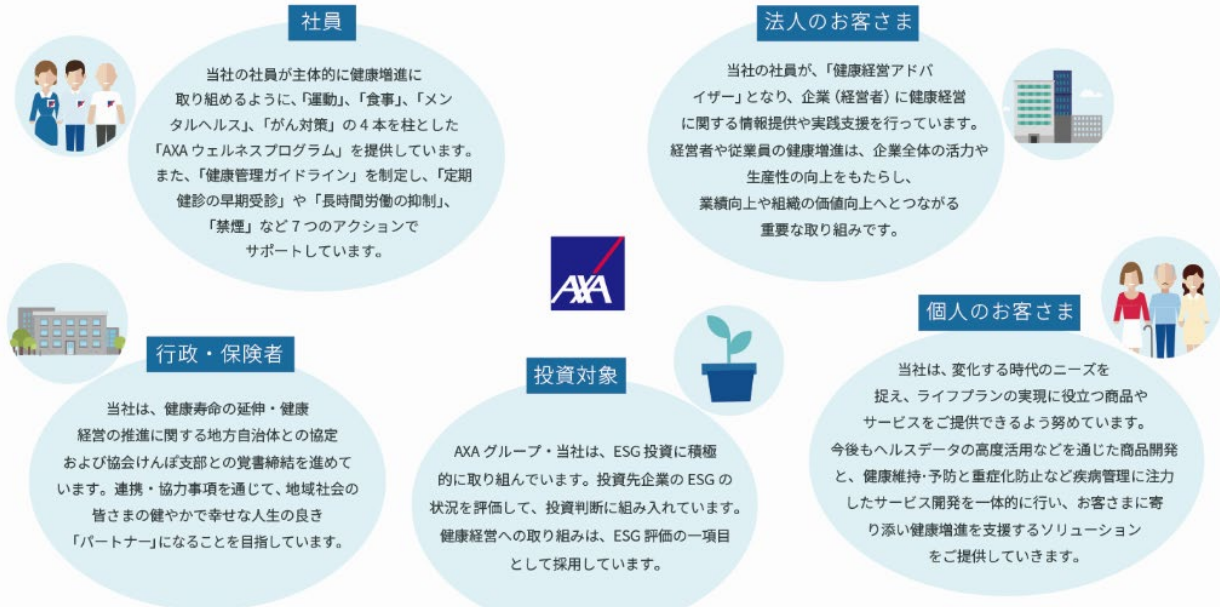 社員
当社の社員が主体的に健康増進に
取り組めるように、「運動」、「食事」、「メン
タルヘルス」、「がん対策」の4本を柱とした
「AXAウェルネスプログラム」を提供しています。
また、「健康管理ガイドライン」を制定し、「定期
健診の早期受診」や「長時間労働の抑制」、
「禁煙」など7つのアクションで
サポートしています。
法人のお客さま
当社の社員が、「健康経営アドバ
イザー」となり、企業（経営者）に健康経営
に関する情報提供や実践支援を行っています。
経営者や従業員の健康増進は、企業全体の活力や
生産性の向上をもたらし、
業績向上や組織の価値向上へとつながる
重要な取り組みです。
AXA
行政・保険者
当社は、健康寿命の延伸・健康
経営の推進に関する地方自治体との協定
および協会けんぽ支部との覚書締結を進めて
います。連携・協力事項を通じて、地域社会の
皆さまの健やかで幸せな人生の良き
「パートナー」になることを目指しています。
投資対象
AXAグループ・当社は、ESG投資に積極
的に取り組んでいます。投資先企業のESGの
状況を評価して、投資判断に組み入れています。
健康経営への取り組みは、ESG評価の一項目
として採用しています。
個人のお客さま
当社は、変化する時代のニーズを
捉え、ライフプランの実現に役立つ商品や
サービスをご提供できるよう努めています。
今後もヘルスデータの高度活用などを通じた商品開発
と、健康維持・予防と重症化防止など疾病管理に注力
したサービス開発を一体的に行い、お客さまに寄
り添い健康増進を支援するソリューション
をご提供していきます。